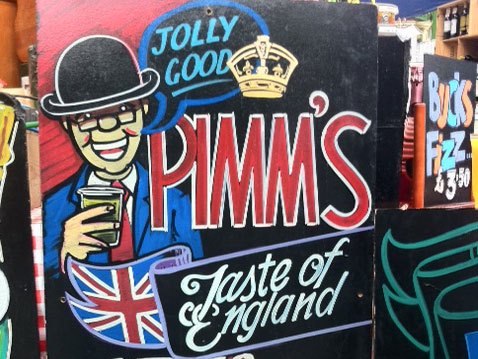 JOLLY
GOOD
PIMM'S
Taste of
England
BUCKS
FIZZ...
£3.50